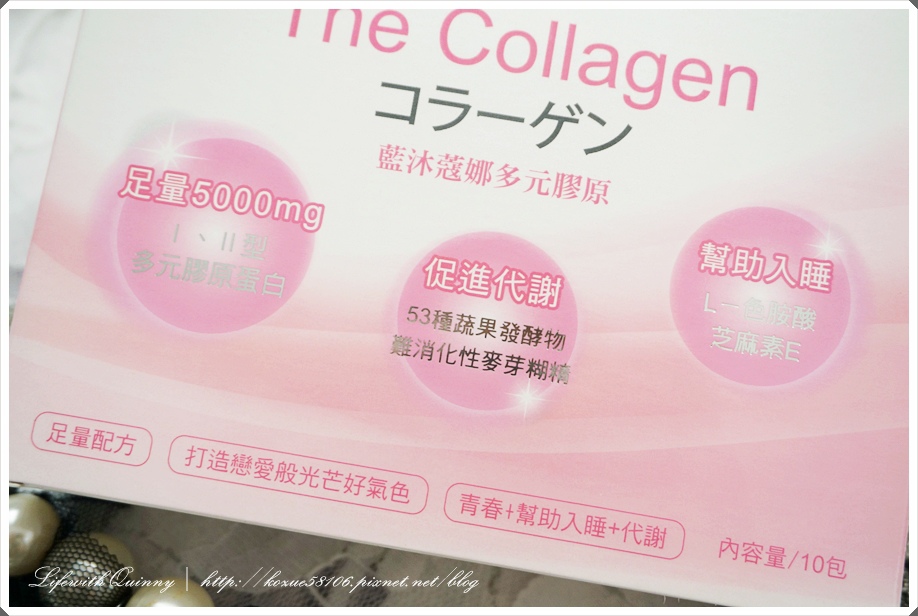 The Collagen
コラーゲン
藍沐蔻娜多元膠原
足量5000mg
I、II型
多元膠原蛋白
促進代謝
53種蔬果發酵物
難消化性麥芽糊精
幫助入睡
L-色胺酸
芝麻素E
足量配方
打造戀愛般光芒好氣色
青春+幫助入睡+代謝
內容量/10包
Lifewith Quinny | http://kozue58106.pixnet.net/blog